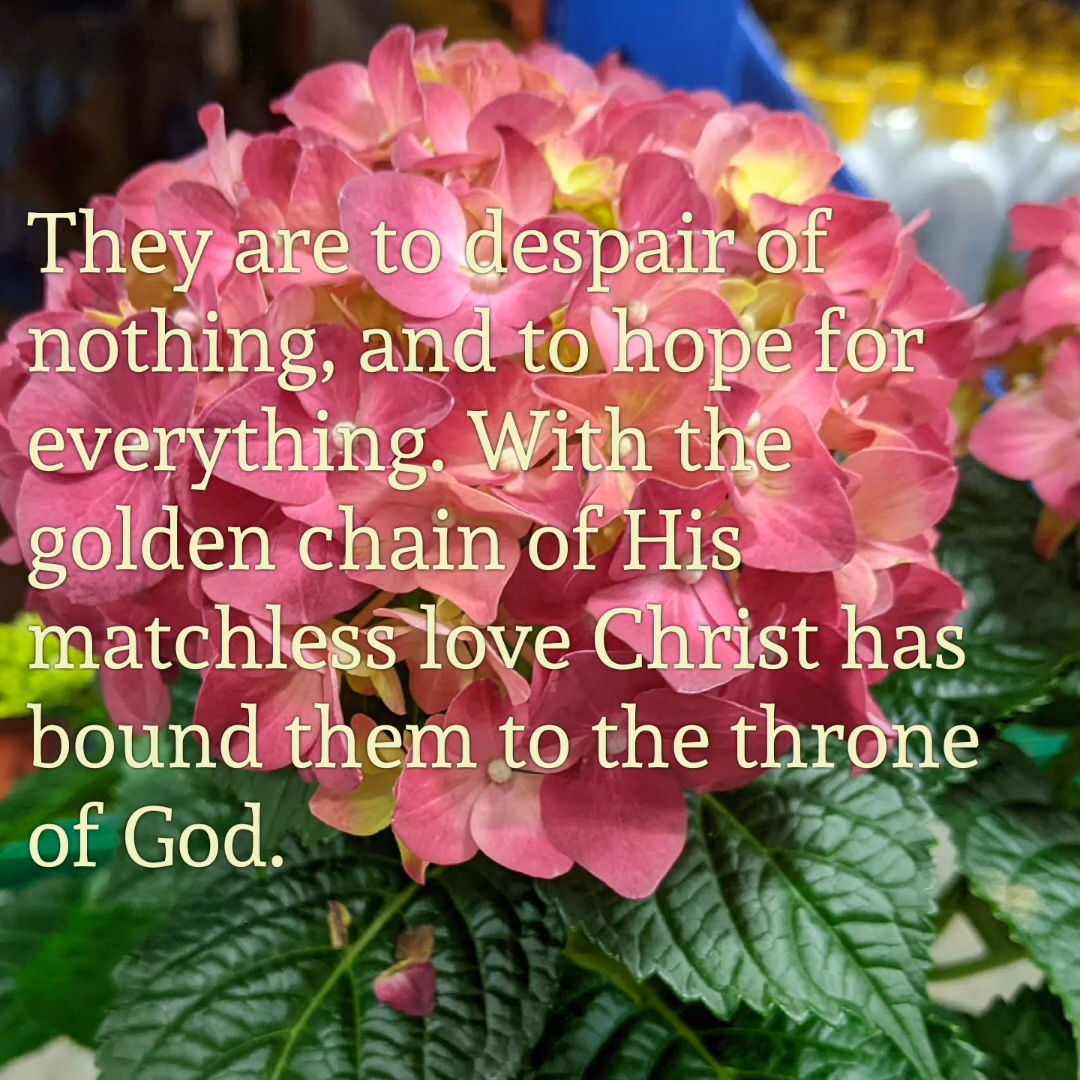 They are to despair of
nothing, and to hope for
everything. With the
golden chain of His
matchless love Christ has
bound them to the throne
of God.